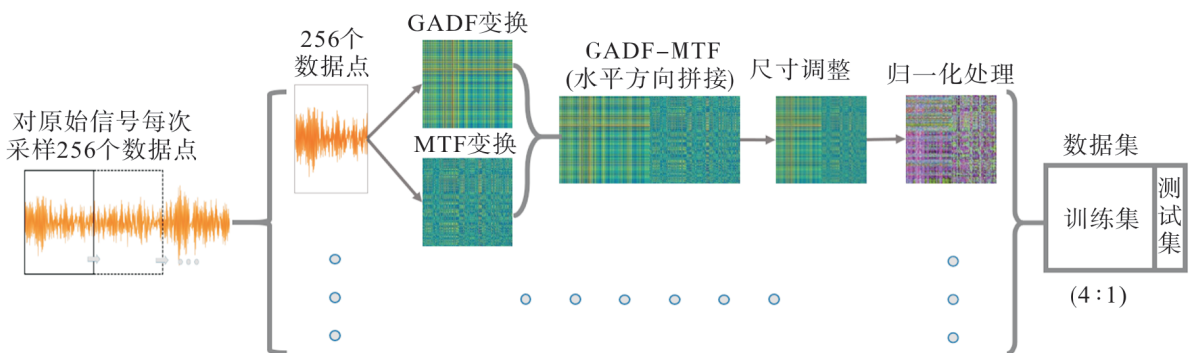 对原始信号每次
采样256个数据点
256个
数据点
GADF变换
MTF变换
GADF-MTF
(水平方向拼接)
尺寸调整
归一化处理
数据集
训练集
测试集
(4:1)